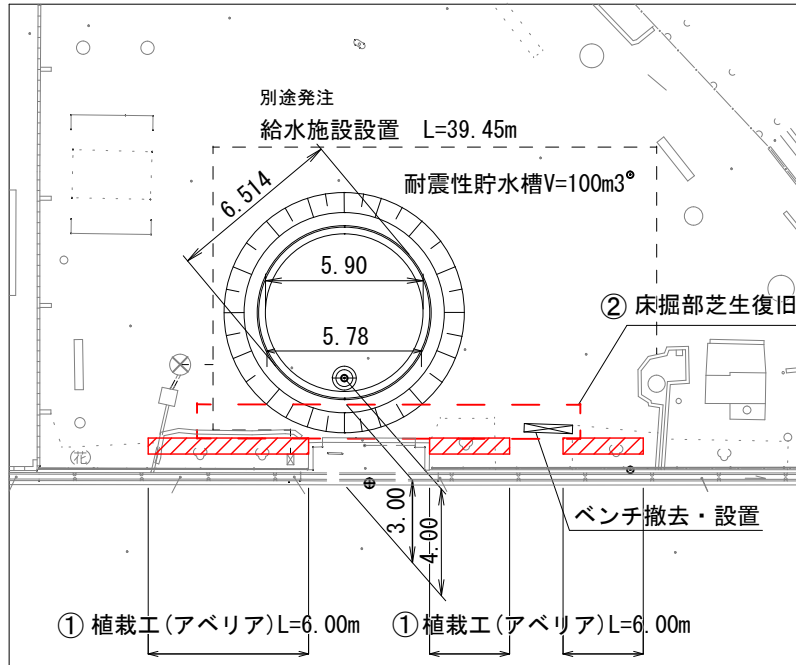 別途発注
給水施設設置 L=39.45m
耐震性貯水槽V=100m3
6.514
5.90
5.78
② 床掘部芝生復旧
(花)
ベンチ撤去・設置
3.00
4.00
① 植栽工(アベリア)L=6.00m
① 植栽工(アベリア)L=6.00m